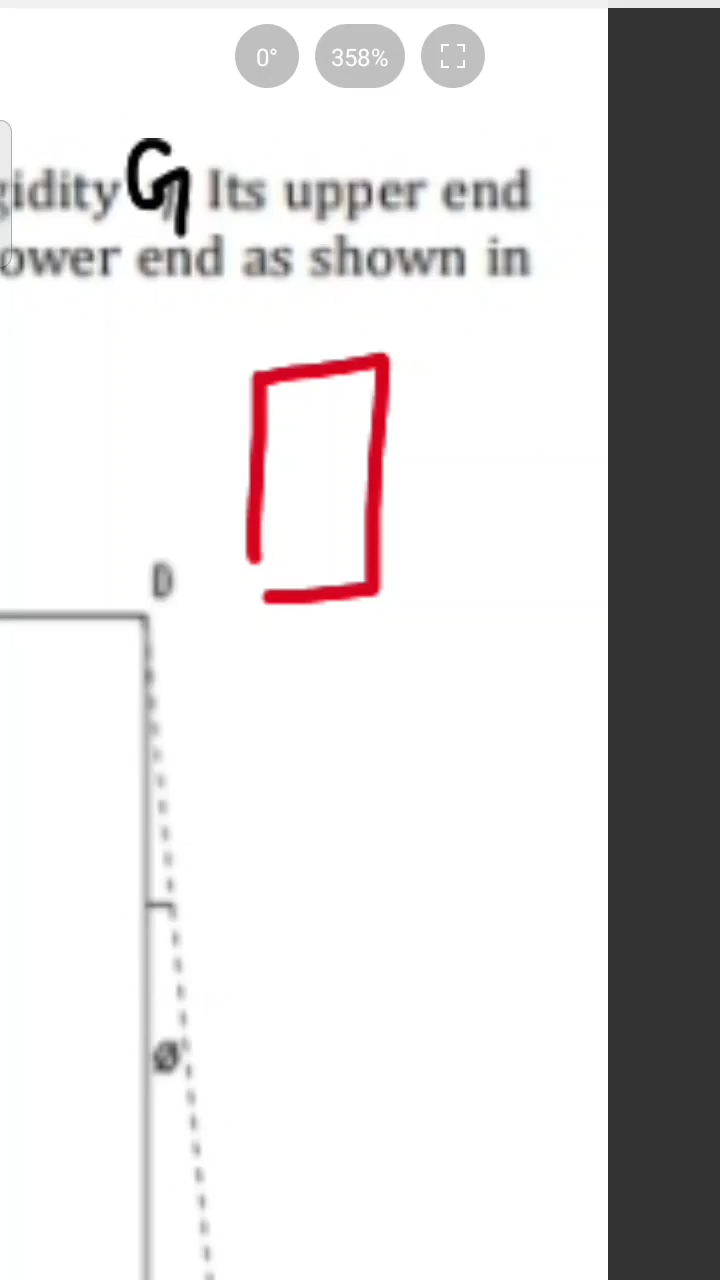 0° 358%
gidity G Its upper end
ower end as shown in
D
Ø